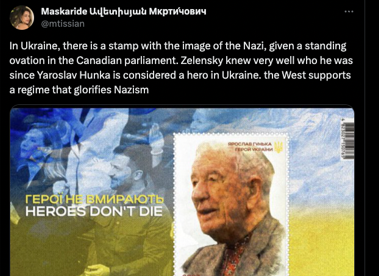 Maskaride Ավետիսյան Мкрти́чович
@mtissian
In Ukraine, there is a stamp with the image of the Nazi, given a standing
ovation in the Canadian parliament. Zelensky knew very well who he was
since Yaroslav Hunka is considered a hero in Ukraine. the West supports
a regime that glorifies Nazism
ЯРОСЛАВ ГУНЬКА
ГЕРОЙ УКРАЇНИ
ГЕРОЇ НЕ ВМИРАЮТЬ
HEROES DON'T DIE